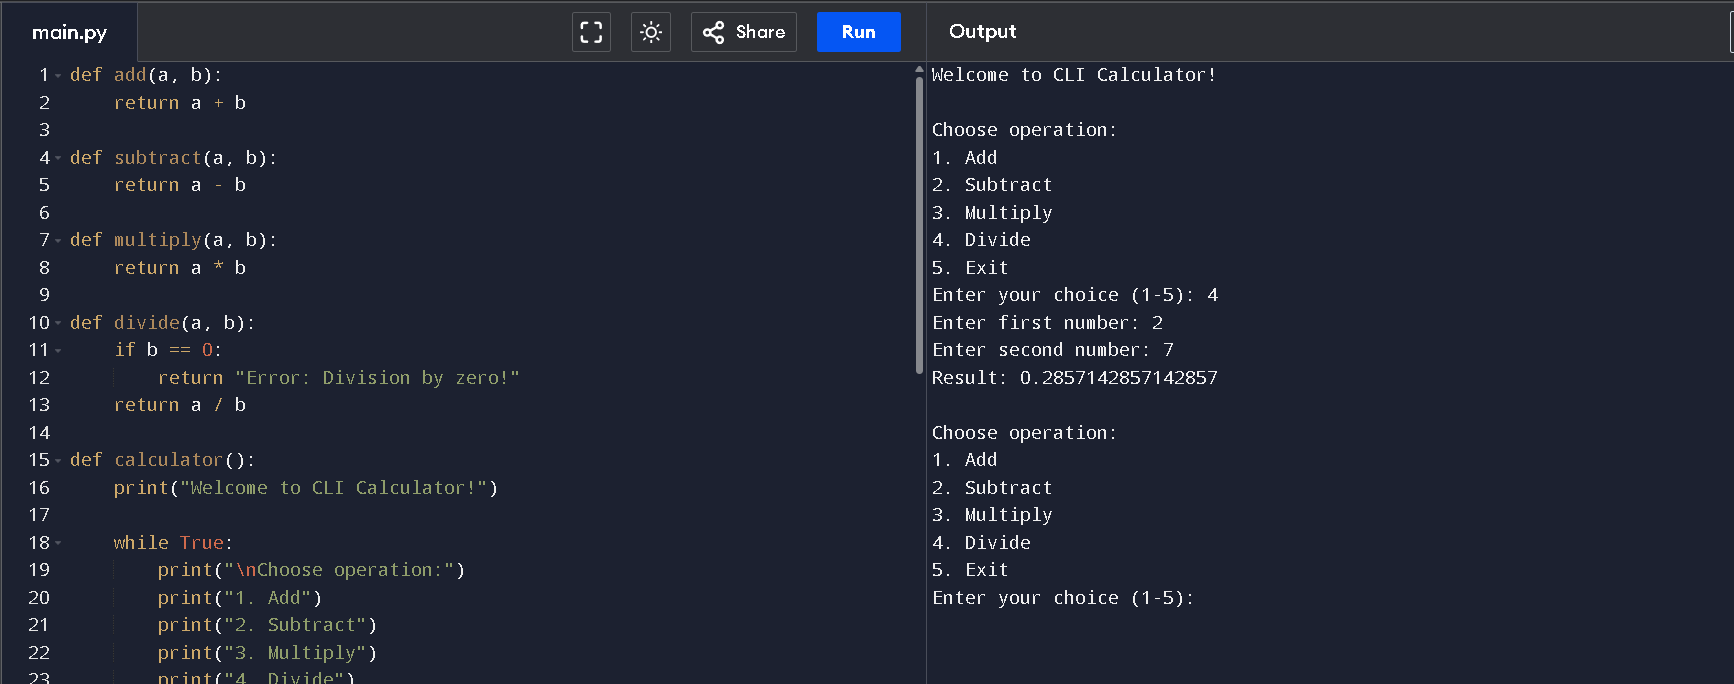 main.py
Share
Run
Output
1 def add(a, b):
2     return a + b
3
4 def subtract(a, b):
5     return a - b
6
7 def multiply(a, b):
8     return a * b
9
10 def divide(a, b):
11     if b == 0:
12         return "Error: Division by zero!"
13     return a / b
14
15 def calculator():
16     print("Welcome to CLI Calculator!")
17
18     while True:
19         print("\nChoose operation:")
20         print("1. Add")
21         print("2. Subtract")
22         print("3. Multiply")
23         print("4. Divide")
Welcome to CLI Calculator!

Choose operation:
1. Add
2. Subtract
3. Multiply
4. Divide
5. Exit
Enter your choice (1-5): 4
Enter first number: 2
Enter second number: 7
Result: 0.2857142857142857

Choose operation:
1. Add
2. Subtract
3. Multiply
4. Divide
5. Exit
Enter your choice (1-5):